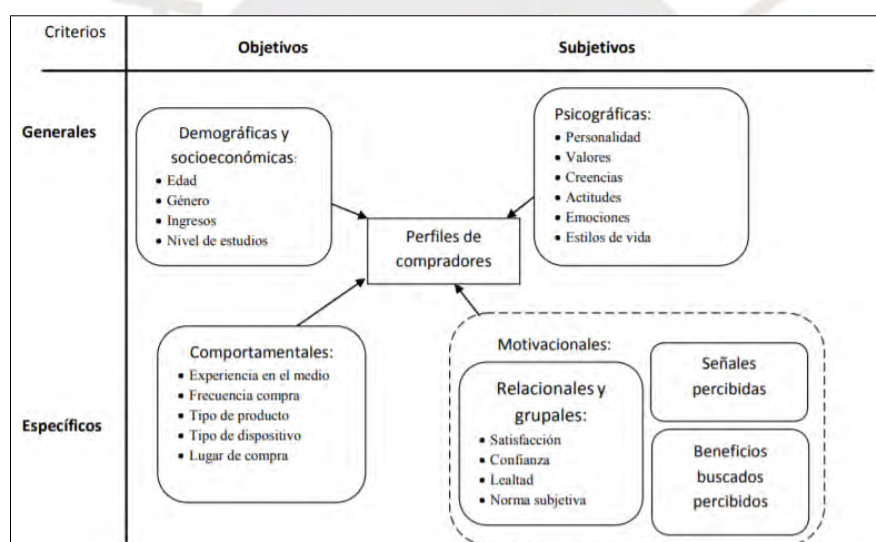 Criterios
Objetivos
Subjetivos
Generales
Demográficas y
socioeconómicas:
• Edad
• Género
• Ingresos
• Nivel de estudios
Psicográficas:
• Personalidad
• Valores
• Creencias
• Actitudes
• Emociones
• Estilos de vida
Perfiles de
compradores
Específicos
Comportamentales:
• Experiencia en el medio
• Frecuencia compra
• Tipo de producto
• Tipo de dispositivo
• Lugar de compra
Motivacionales:
Relacionales y
grupales:
• Satisfacción
• Confianza
• Lealtad
• Norma subjetiva
Señales
percibidas
Beneficios
buscados
percibidos